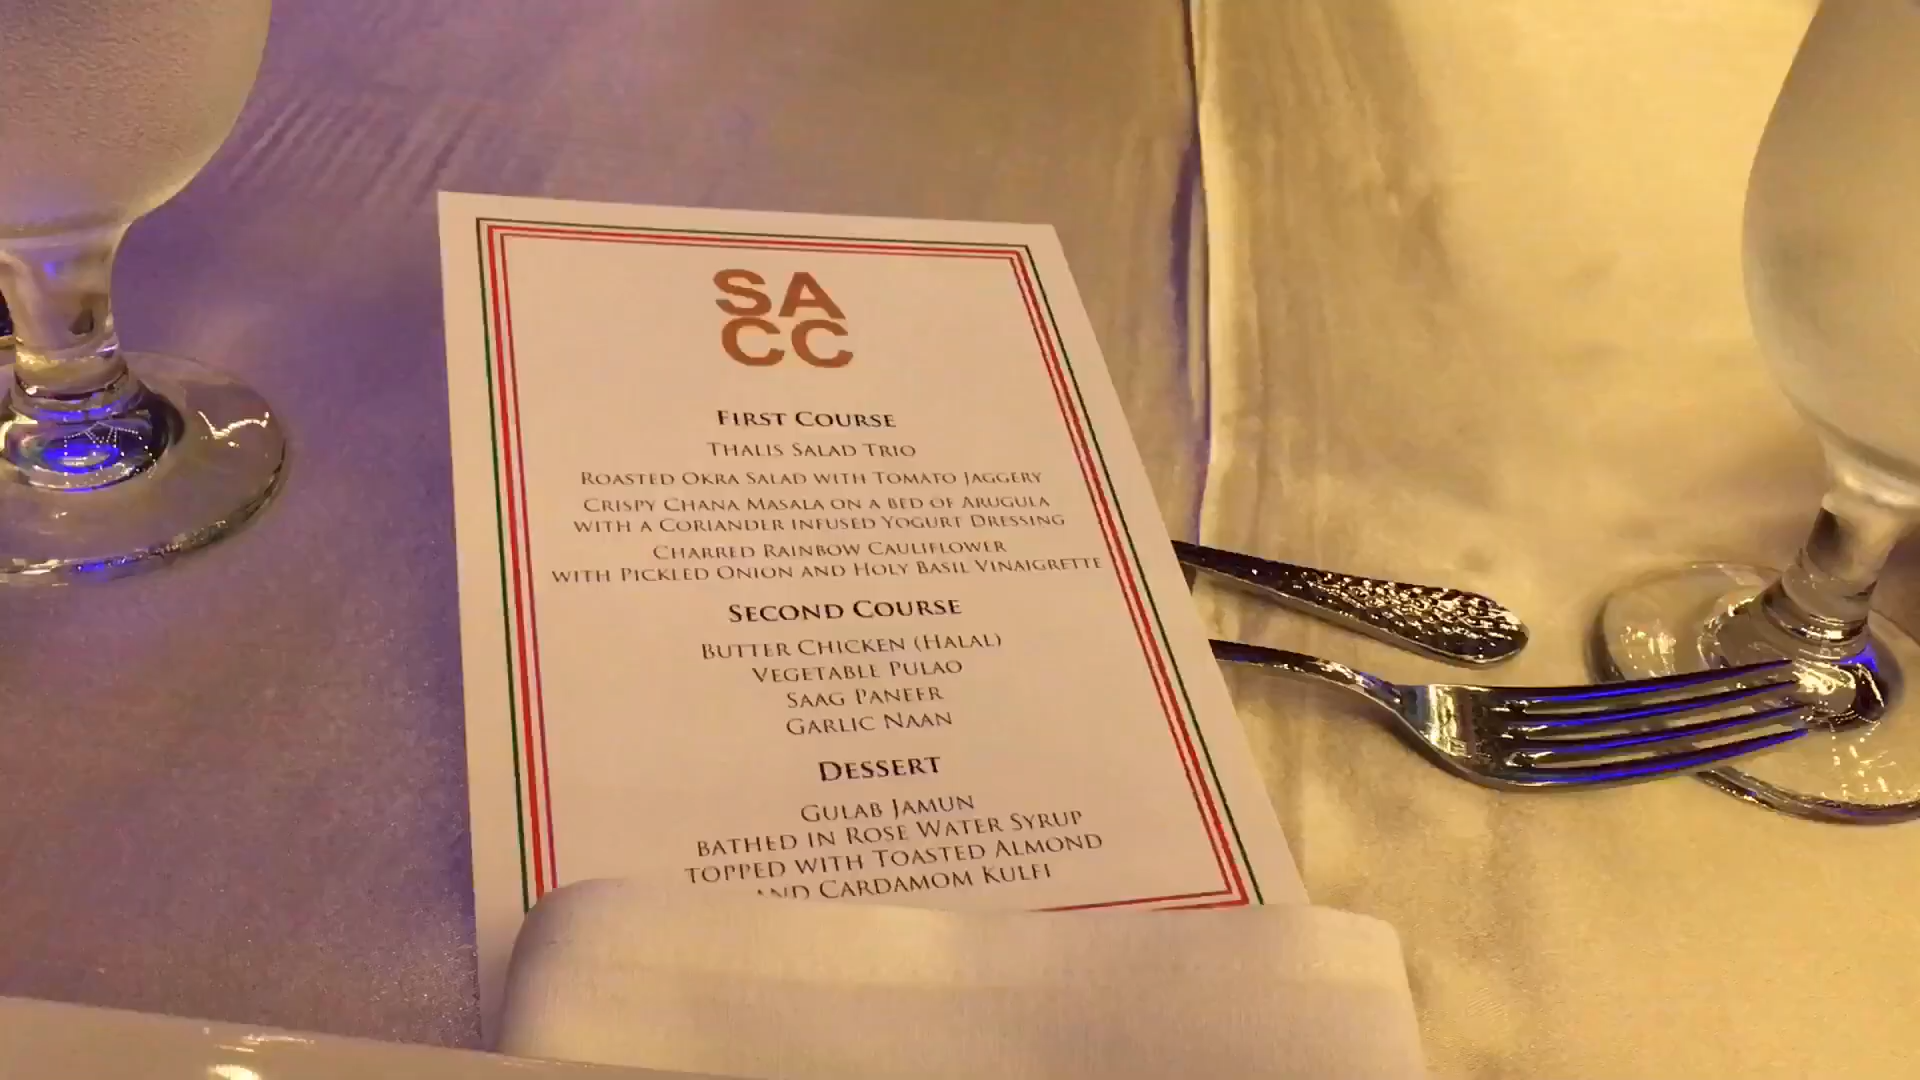 SA
CC
FIRST COURSE
THALIS SALAD TRIO
ROASTED OKRA SALAD WITH TOMATO JAGGERY
CRISPY CHANA MASALA ON A BED OF ARUGULA
WITH A CORIANDER INFUSED YOGURT DRESSING
CHARRED RAINBOW CAULIFLOWER
WITH PICKLED ONION AND HOLY BASIL VINAIGRETTE
SECOND COURSE
BUTTER CHICKEN (HALAL)
VEGETABLE PULAO
SAAG PANEER
GARLIC NAAN
DESSERT
GULAB JAMUN
BATHED IN ROSE WATER SYRUP
TOPPED WITH TOASTED ALMOND
AND CARDAMOM KULFI